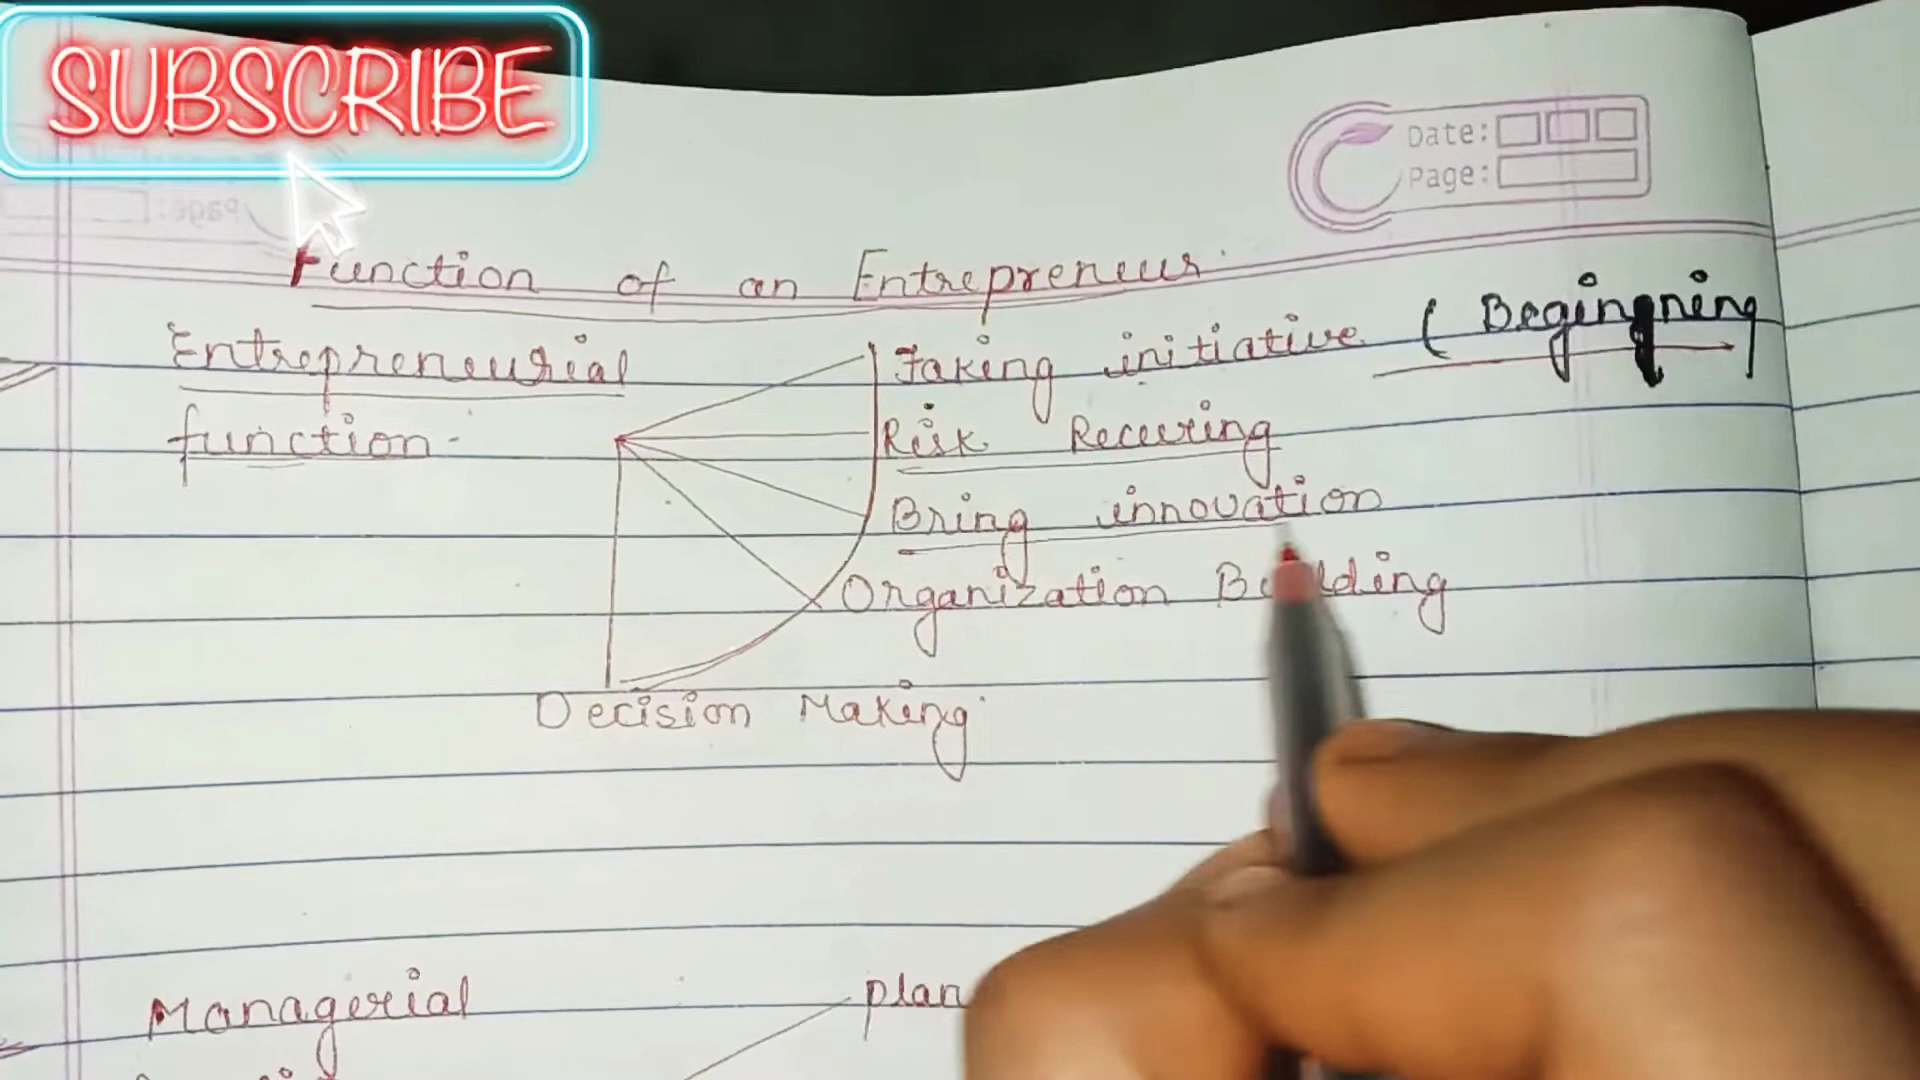 SUBSCRIBE
Date:
Page:
Function of an Entrepreneur
Entrepreneurial
function-
Taking initiative ( Begingning
Risk Receiving
Bring innovation
Organization Building
Decision Making
Managerial
plan